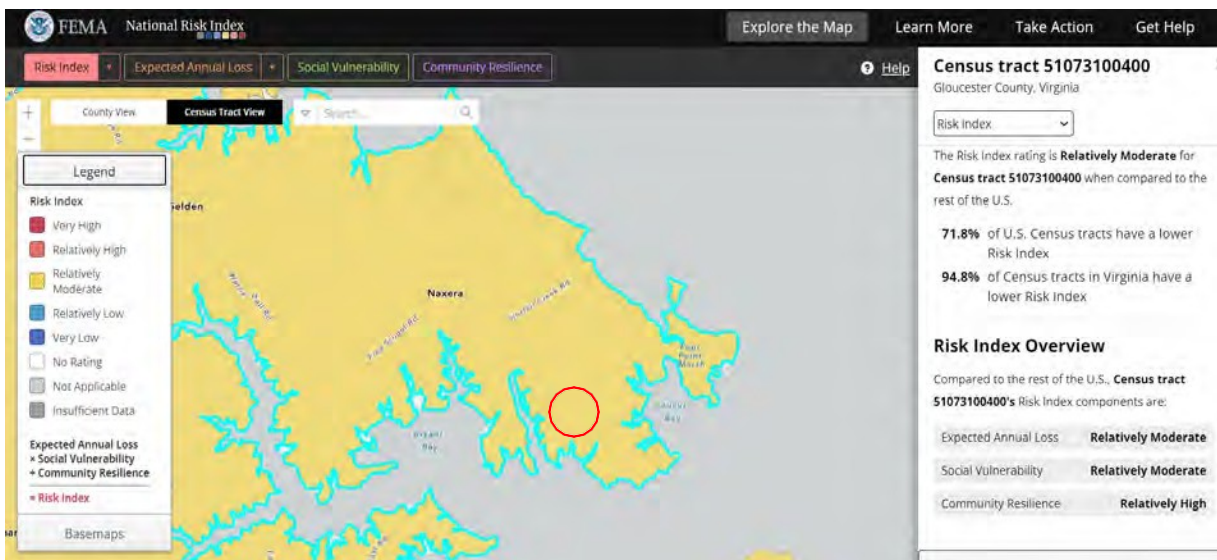 FEMA National Risk Index
Explore the Map Learn More Take Action Get Help
Risk Index Expected Annual Loss Social Vulnerability Community Resilience Help
County View Census Tract View Search...
Legend
Risk Index
Very High
Relatively High
Relatively
Moderate
Relatively Low
Very Low
No Rating
Not Applicable
Insufficient Data
Expected Annual Loss
× Social Vulnerability
÷ Community Resilience
= Risk Index
Basemaps
Naxera
Bay
Bay
Census tract 51073100400
Gloucester County, Virginia
Risk Index
The Risk Index rating is Relatively Moderate for
Census tract 51073100400 when compared to the
rest of the U.S.
71.8% of U.S. Census tracts have a lower
Risk Index
94.8% of Census tracts in Virginia have a
lower Risk Index
Risk Index Overview
Compared to the rest of the U.S., Census tract
51073100400's Risk Index components are:
Expected Annual Loss Relatively Moderate
Social Vulnerability Relatively Moderate
Community Resilience Relatively High